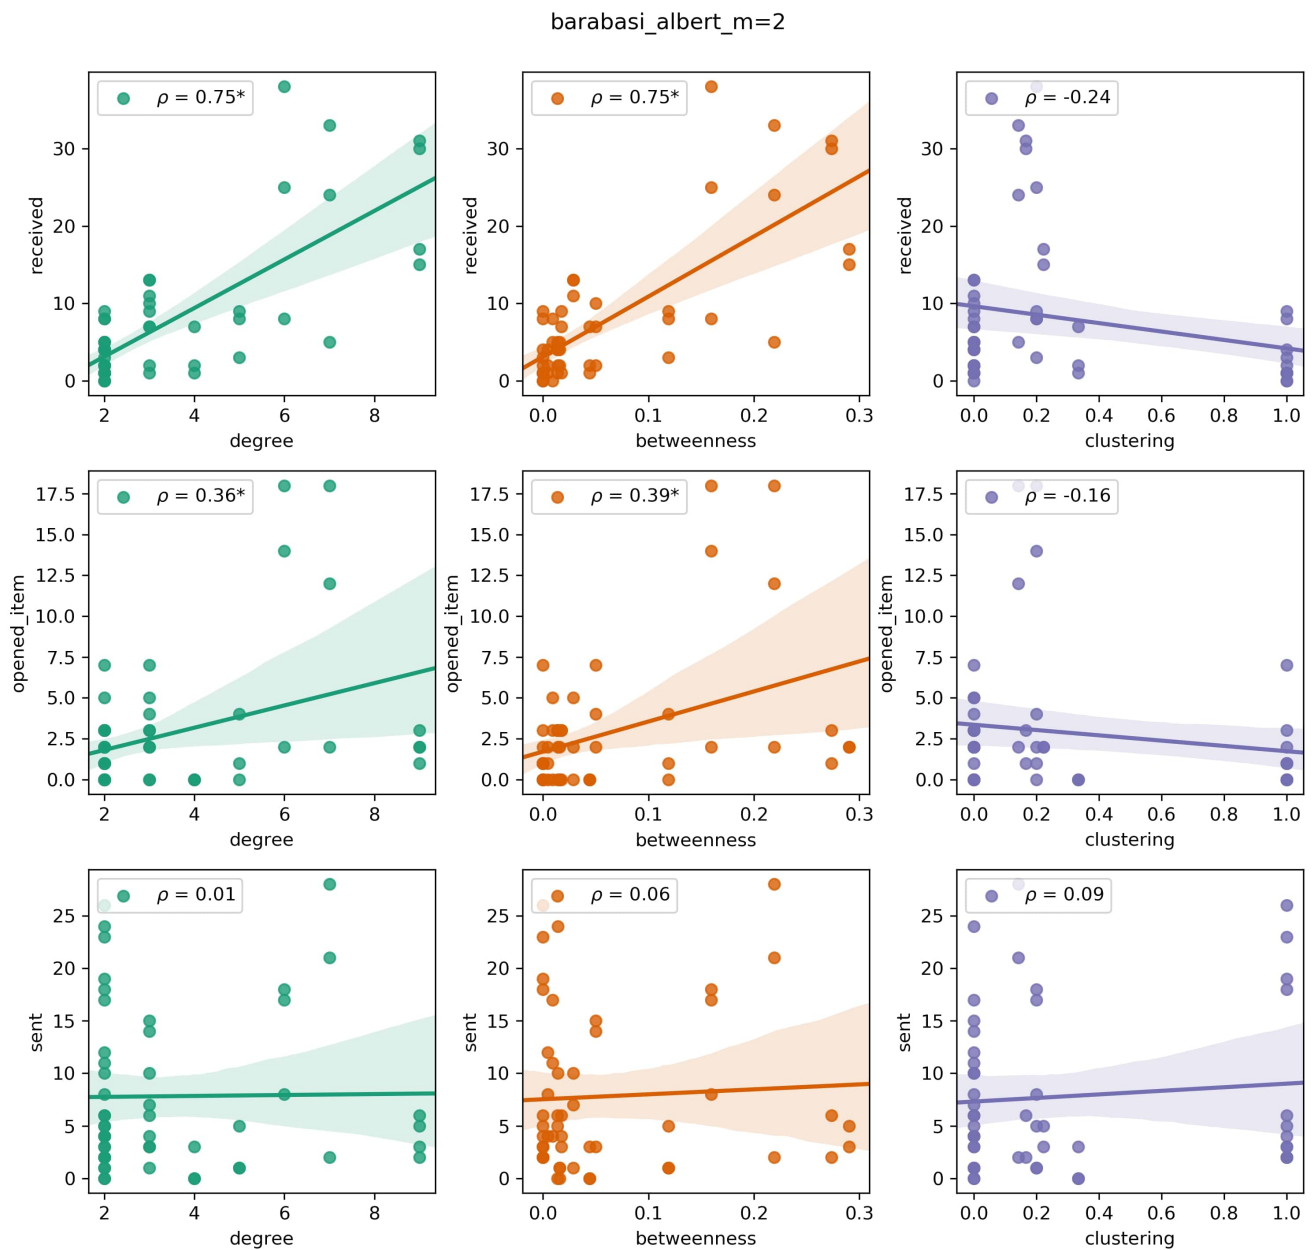 barabasi_albert_m=2
ρ = 0.75*
received
30
20
10
0
2 4 6 8
degree
ρ = 0.75*
received
30
20
10
0
0.0 0.1 0.2 0.3
betweenness
ρ = -0.24
received
30
20
10
0
0.0 0.2 0.4 0.6 0.8 1.0
clustering
ρ = 0.36*
opened_item
17.5
15.0
12.5
10.0
7.5
5.0
2.5
0.0
2 4 6 8
degree
ρ = 0.39*
opened_item
17.5
15.0
12.5
10.0
7.5
5.0
2.5
0.0
0.0 0.1 0.2 0.3
betweenness
ρ = -0.16
opened_item
17.5
15.0
12.5
10.0
7.5
5.0
2.5
0.0
0.0 0.2 0.4 0.6 0.8 1.0
clustering
ρ = 0.01
sent
25
20
15
10
5
0
2 4 6 8
degree
ρ = 0.06
sent
25
20
15
10
5
0
0.0 0.1 0.2 0.3
betweenness
ρ = 0.09
sent
25
20
15
10
5
0
0.0 0.2 0.4 0.6 0.8 1.0
clustering